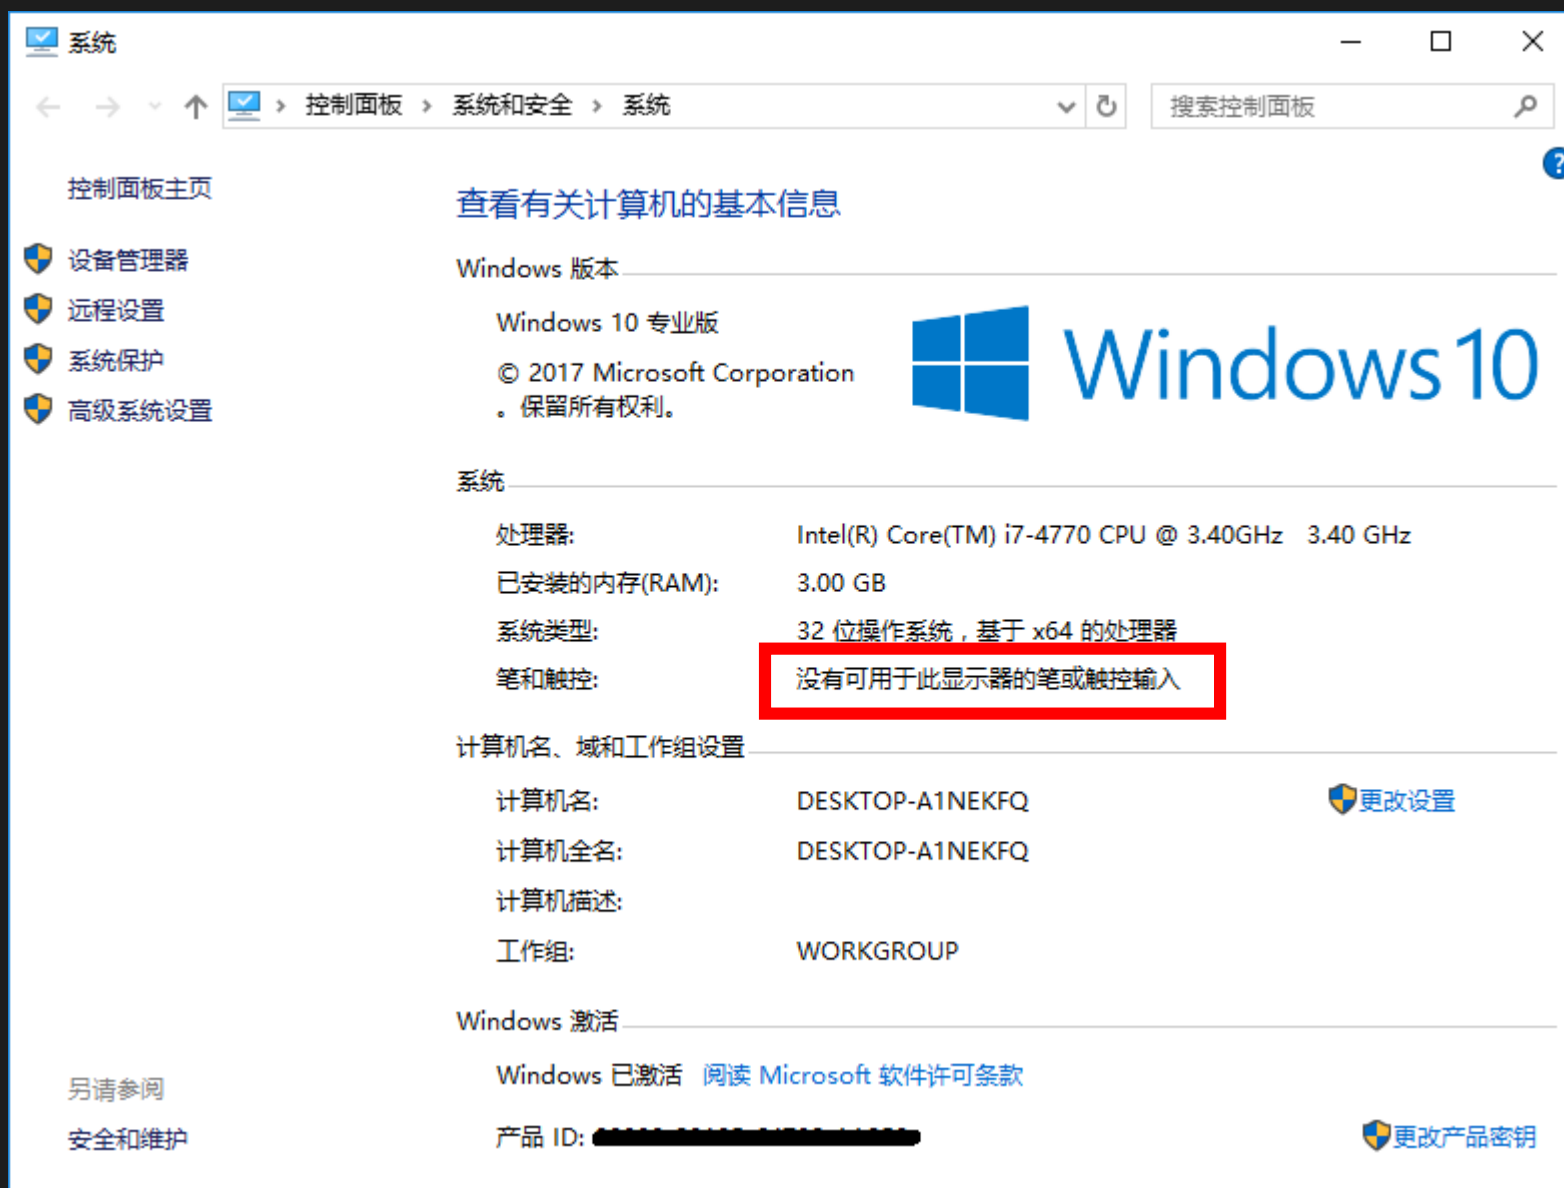 系统
控制面板 系统和安全 系统
搜索控制面板
控制面板主页
设备管理器
远程设置
系统保护
高级系统设置
查看有关计算机的基本信息
Windows 版本
Windows 10 专业版
© 2017 Microsoft Corporation
。保留所有权利。
Windows 10
系统
处理器: Intel(R) Core(TM) i7-4770 CPU @ 3.40GHz 3.40 GHz
已安装的内存(RAM): 3.00 GB
系统类型: 32 位操作系统，基于 x64 的处理器
笔和触控: 没有可用于此显示器的笔或触控输入
计算机名、域和工作组设置
计算机名: DESKTOP-A1NEKFQ 更改设置
计算机全名: DESKTOP-A1NEKFQ
计算机描述:
工作组: WORKGROUP
Windows 激活
Windows 已激活 阅读 Microsoft 软件许可条款
产品 ID: 更改产品密钥
另请参阅
安全和维护